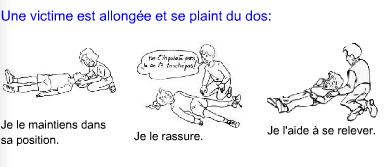 Une victime est allongée et se plaint du dos:
Je le maintiens dans
sa position.
Je le rassure.
Je l'aide à se relever.